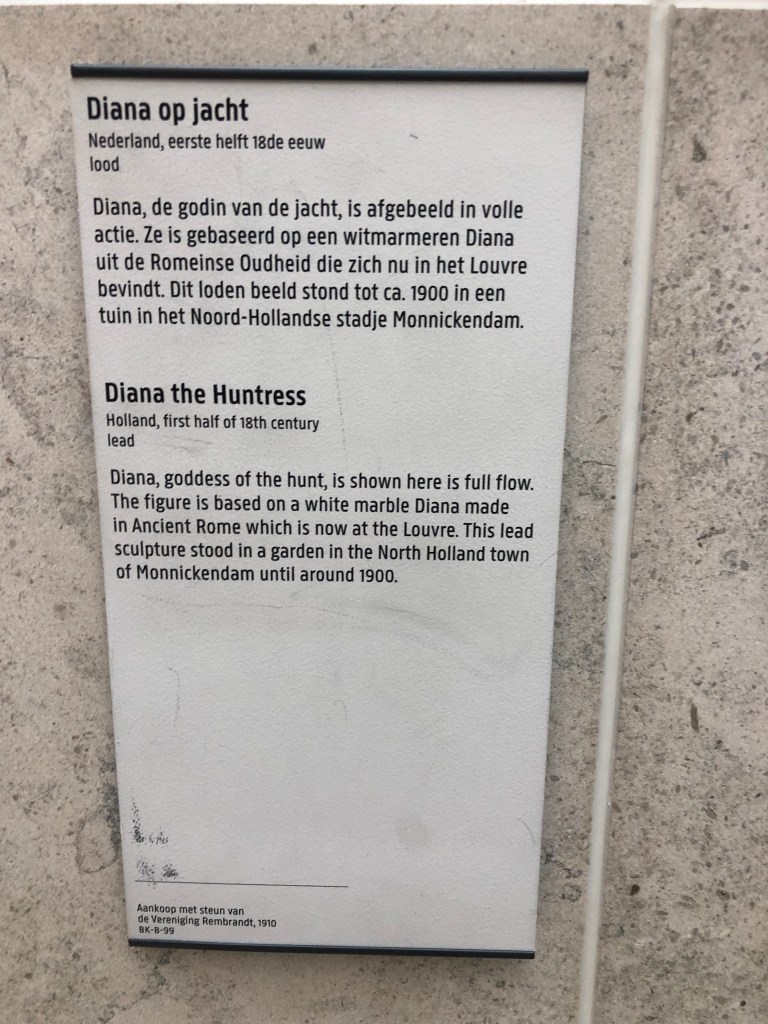 Diana op jacht
Nederland, eerste helft 18de eeuw
lood
Diana, de godin van de jacht, is afgebeeld in volle
actie. Ze is gebaseerd op een witmarmeren Diana
uit de Romeinse Oudheid die zich nu in het Louvre
bevindt. Dit loden beeld stond tot ca. 1900 in een
tuin in het Noord-Hollandse stadje Monnickendam.
Diana the Huntress
Holland, first half of 18th century
lead
Diana, goddess of the hunt, is shown here is full flow.
The figure is based on a white marble Diana made
in Ancient Rome which is now at the Louvre. This lead
sculpture stood in a garden in the North Holland town
of Monnickendam until around 1900.
Aankoop met steun van
de Vereniging Rembrandt, 1910
BK-B-99